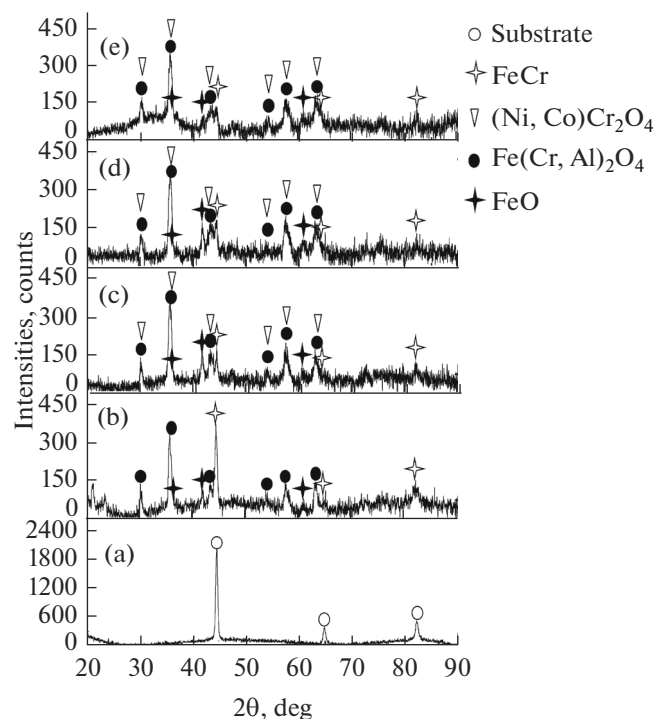 (e)
450
300
150
0
(d)
450
300
150
0
(c)
450
300
150
0
(b)
450
300
150
0
(a)
2400
1800
1200
600
0
20 30 40 50 60 70 80 90
2θ, deg
Intensities, counts
Substrate
FeCr
(Ni, Co)Cr₂O₄
Fe(Cr, Al)₂O₄
FeO